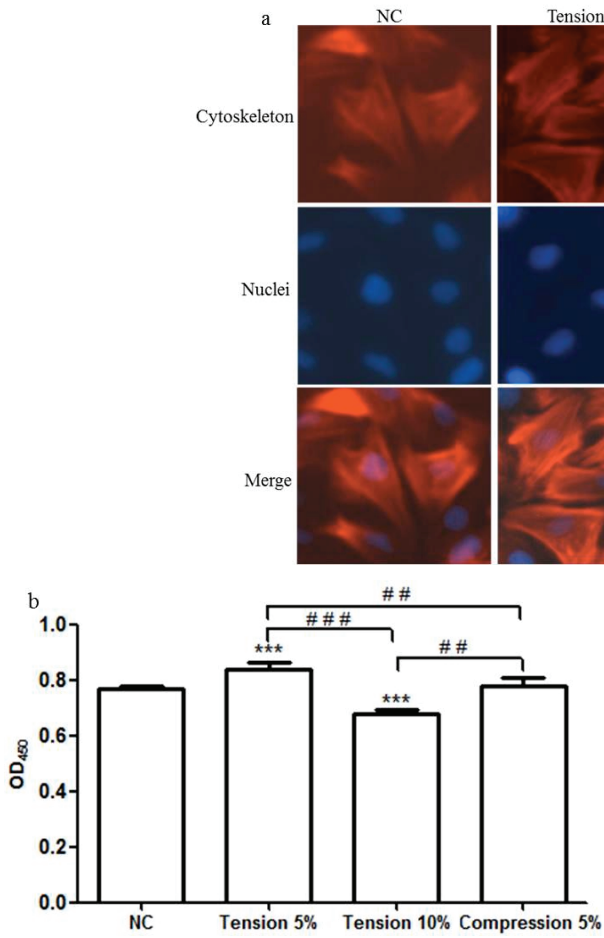 a
NC Tension
Cytoskeleton
Nuclei
Merge
b
# #
# # #
# #
***
***
1.0
0.8
0.6
0.4
0.2
0.0
OD450
NC Tension 5% Tension 10% Compression 5%